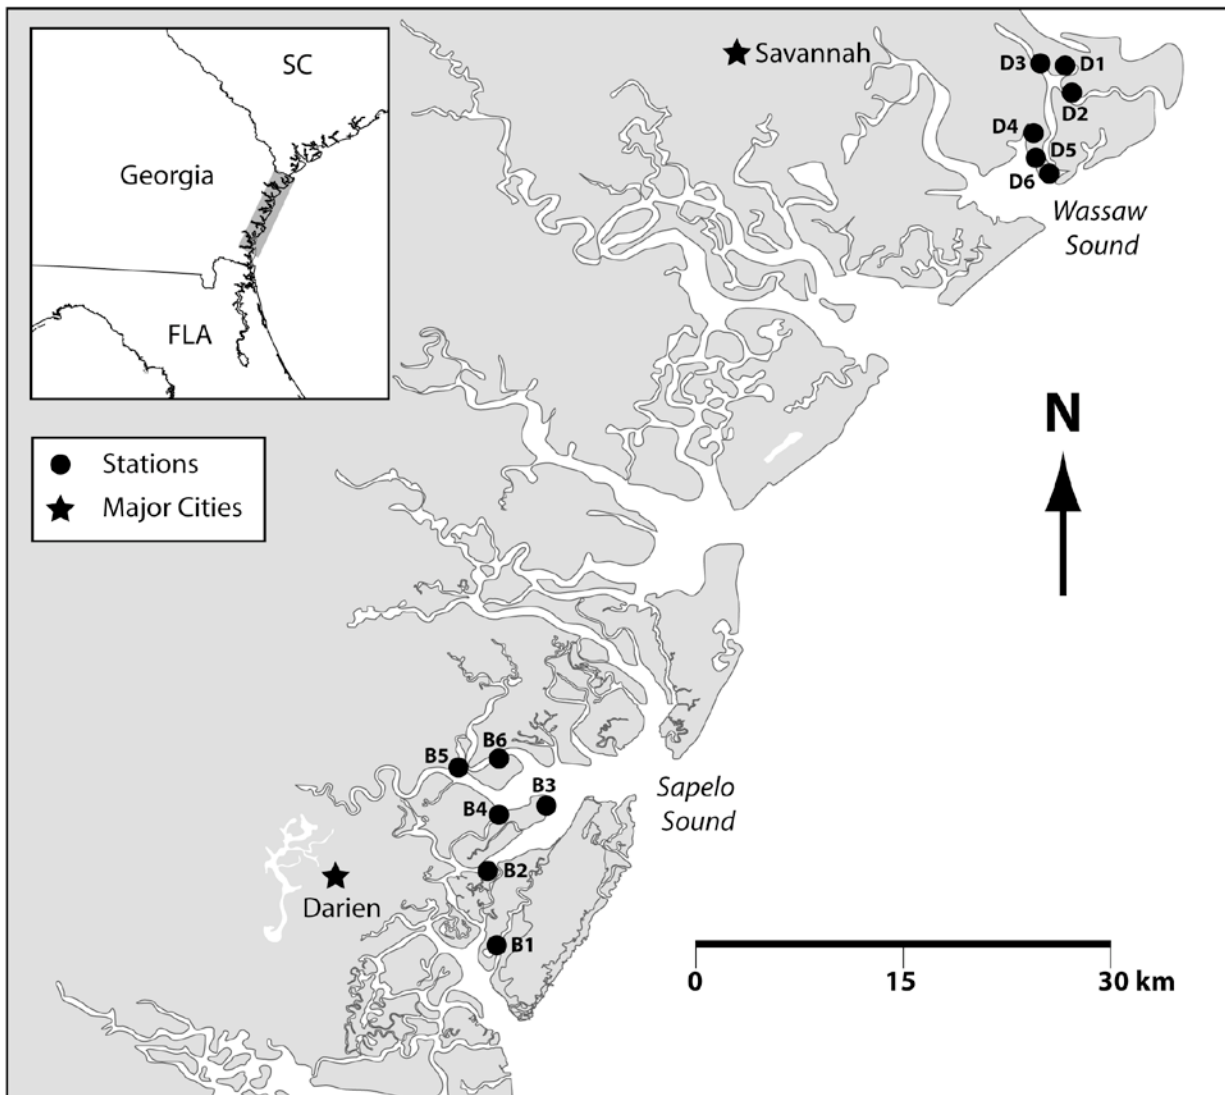 SC
Georgia
FLA
Stations
Major Cities
Savannah
D3
D1
D2
D4
D5
D6
Wassaw
Sound
N
B6
B5
B3
B4
Sapelo
Sound
B2
Darien
B1
0
15
30 km